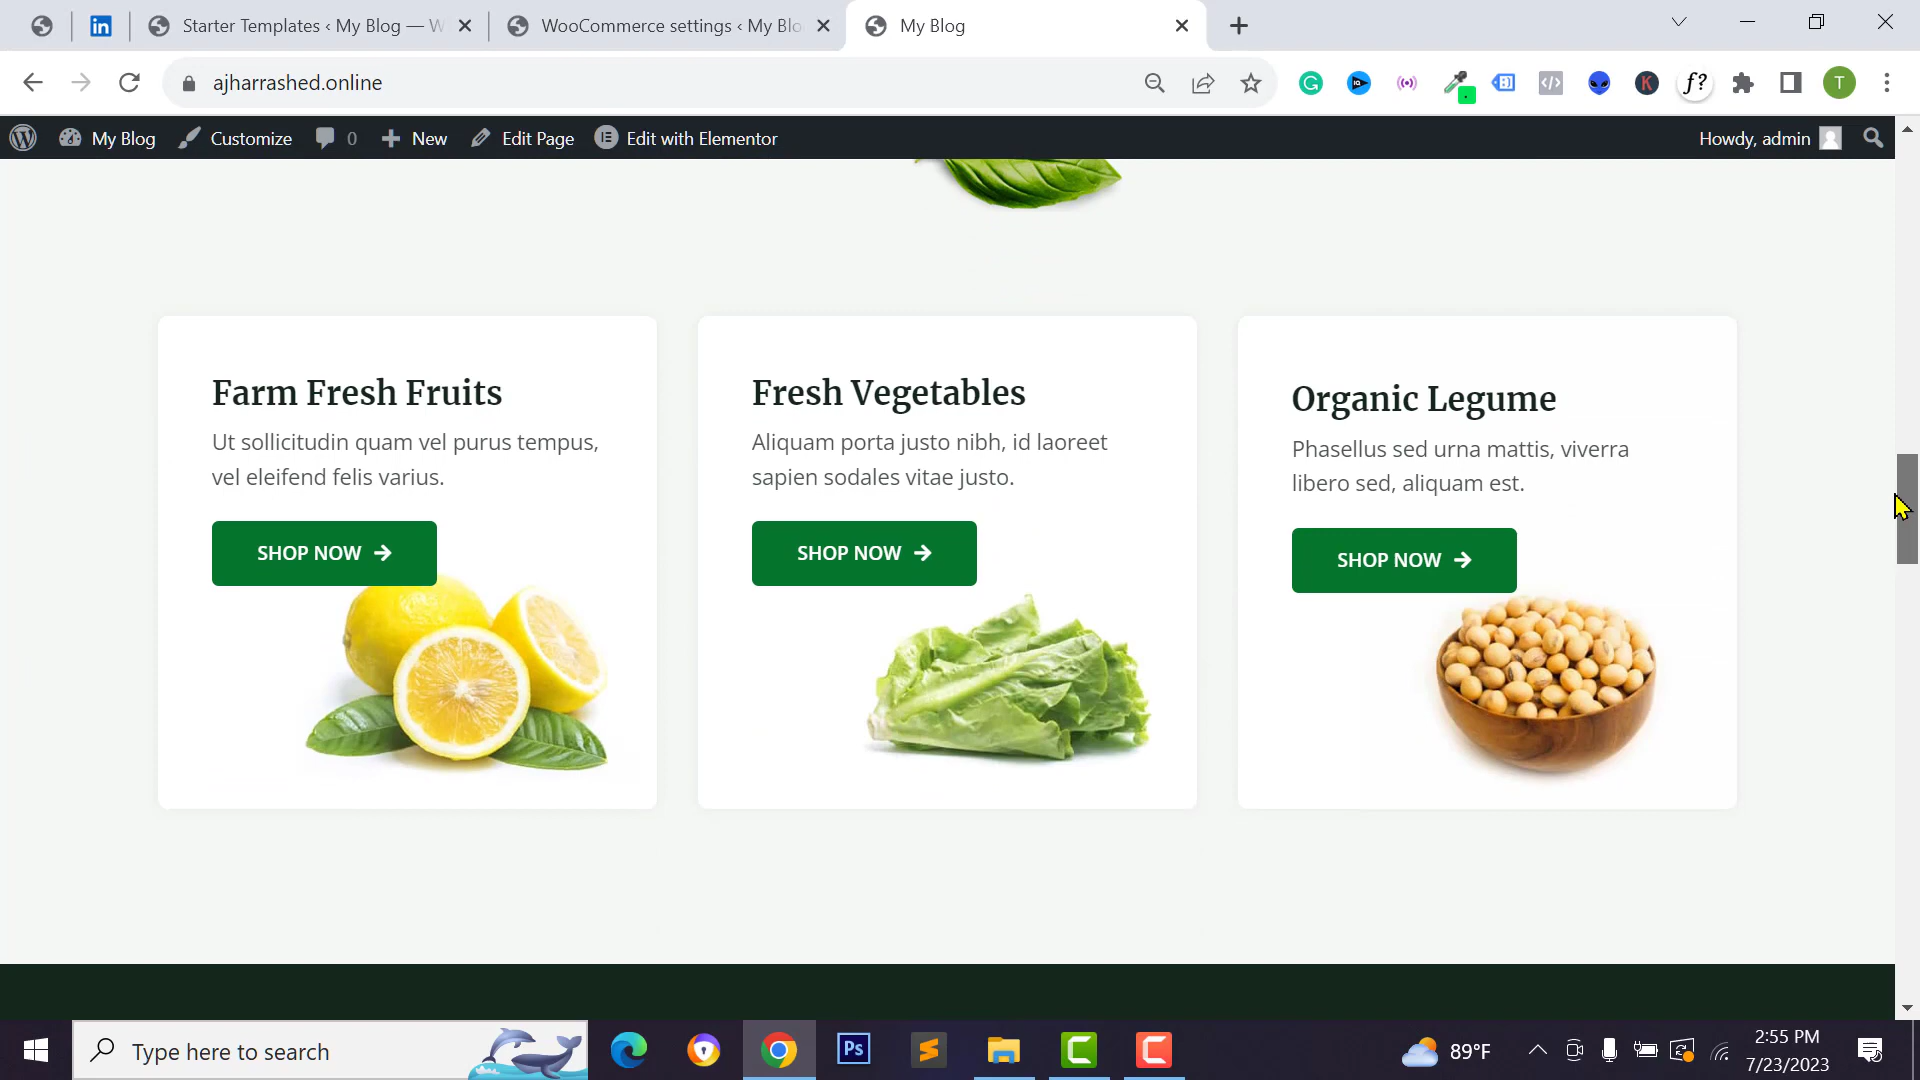 Starter Templates ‹ My Blog — W
WooCommerce settings ‹ My Blo
My Blog
ajharrashed.online
My Blog
Customize
0
New
Edit Page
Edit with Elementor
Howdy, admin
Farm Fresh Fruits
Ut sollicitudin quam vel purus tempus,
vel eleifend felis varius.
SHOP NOW
Fresh Vegetables
Aliquam porta justo nibh, id laoreet
sapien sodales vitae justo.
SHOP NOW
Organic Legume
Phasellus sed urna mattis, viverra
libero sed, aliquam est.
SHOP NOW
Type here to search
Ps
89°F
2:55 PM
7/23/2023